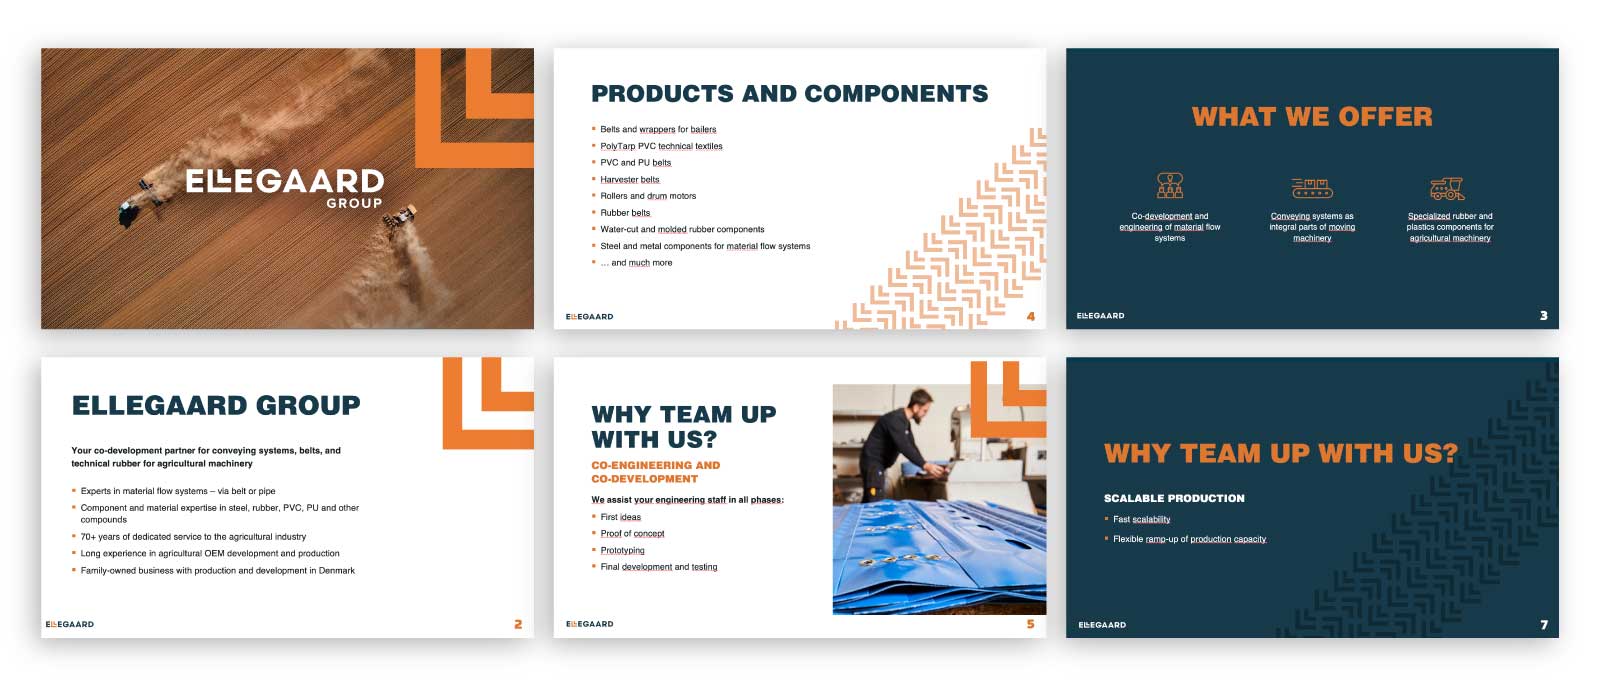 ELLEGAARD
GROUP
PRODUCTS AND COMPONENTS
Belts and wrappers for bailers
PolyTarp PVC technical textiles
PVC and PU belts
Harvester belts
Rollers and drum motors
Rubber belts
Water-cut and molded rubber components
Steel and metal components for material flow systems
... and much more
ELLEGAARD
4
WHAT WE OFFER
Co-development and
engineering of material flow
systems
Conveying systems as
integral parts of moving
machinery
Specialized rubber and
plastics components for
agricultural machinery
ELLEGAARD
3
ELLEGAARD GROUP
Your co-development partner for conveying systems, belts, and
technical rubber for agricultural machinery
Experts in material flow systems – via belt or pipe
Component and material expertise in steel, rubber, PVC, PU and other
compounds
70+ years of dedicated service to the agricultural industry
Long experience in agricultural OEM development and production
Family-owned business with production and development in Denmark
ELLEGAARD
2
WHY TEAM UP
WITH US?
CO-ENGINEERING AND
CO-DEVELOPMENT
We assist your engineering staff in all phases:
First ideas
Proof of concept
Prototyping
Final development and testing
ELLEGAARD
5
WHY TEAM UP WITH US?
SCALABLE PRODUCTION
Fast scalability
Flexible ramp-up of production capacity
ELLEGAARD
7